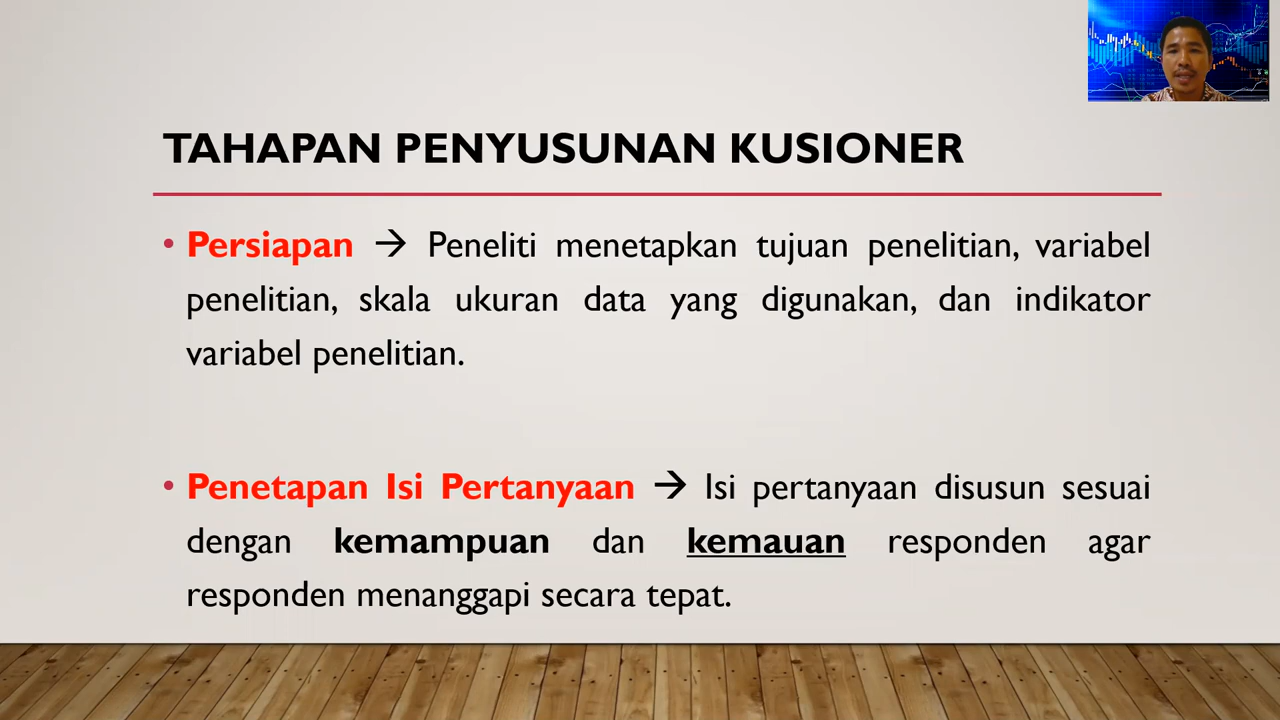 TAHAPAN PENYUSUNAN KUSIONER
• Persiapan → Peneliti menetapkan tujuan penelitian, variabel
penelitian, skala ukuran data yang digunakan, dan indikator
variabel penelitian.
• Penetapan Isi Pertanyaan → Isi pertanyaan disusun sesuai
dengan kemampuan dan kemauan responden agar
responden menanggapi secara tepat.